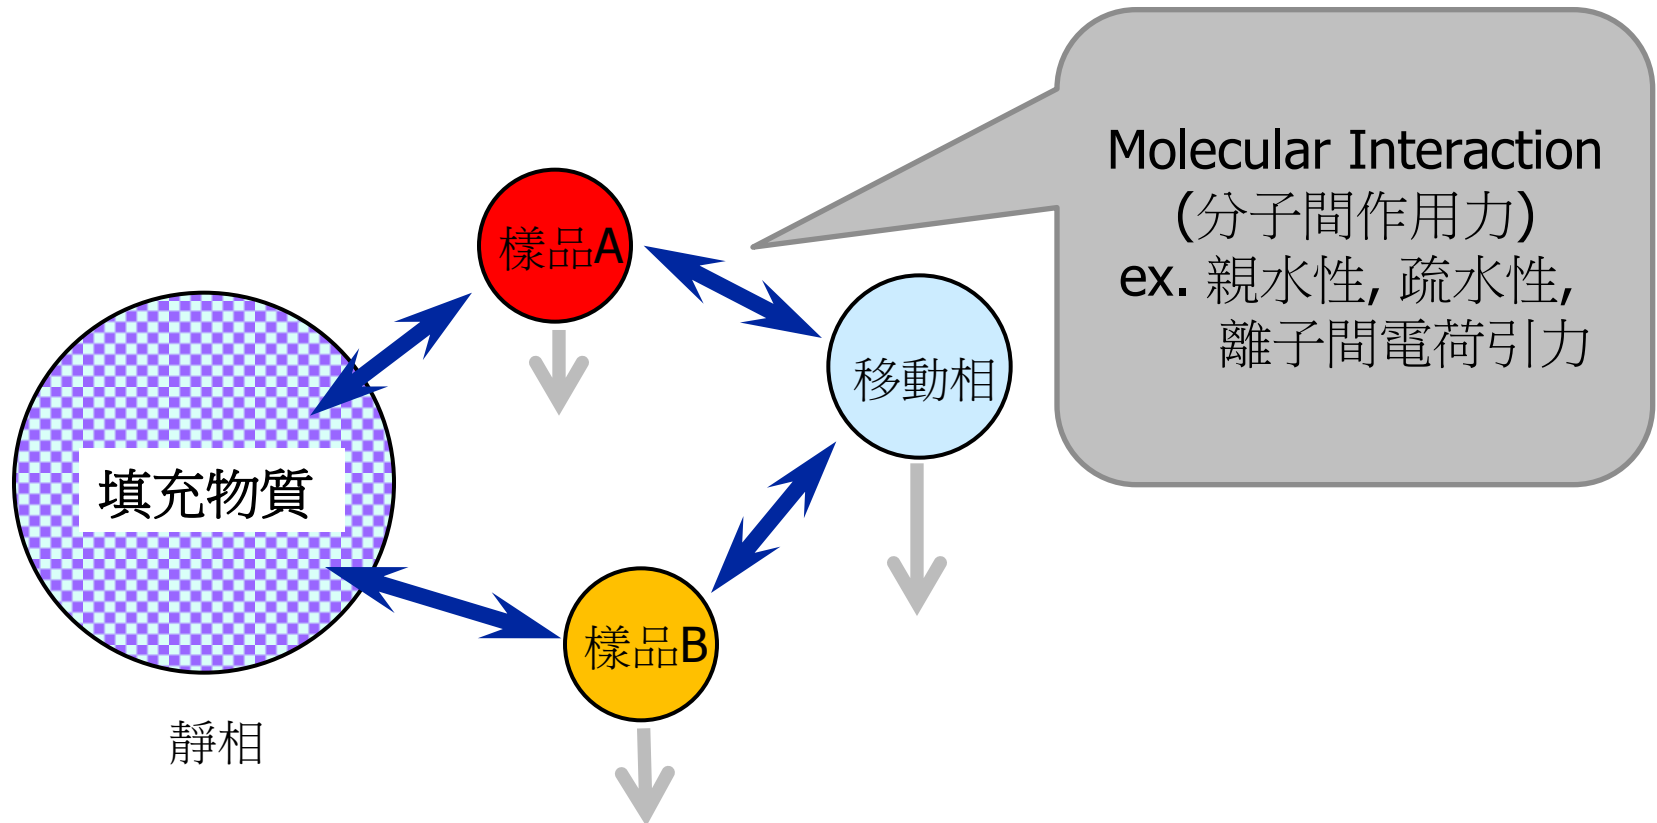 Molecular Interaction
(分子間作用力)
ex. 親水性, 疏水性,
離子間電荷引力
樣品A
移動相
填充物質
樣品B
靜相